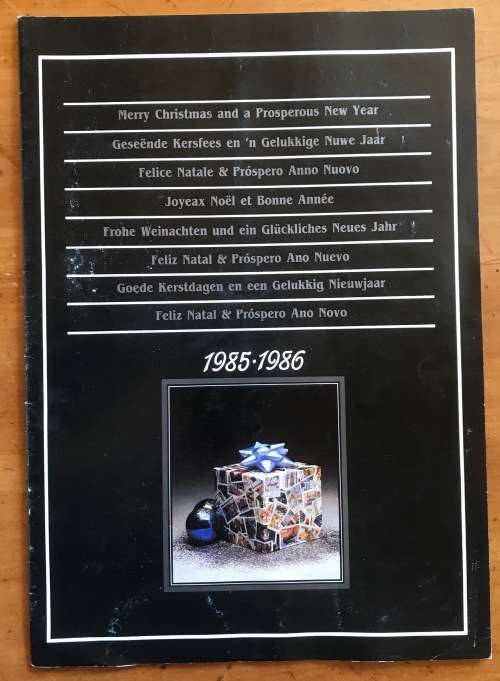 Merry Christmas and a Prosperous New Year
Geseënde Kersfees en 'n Gelukkige Nuwe Jaar
Felice Natale & Próspero Anno Nuovo
Joyeax Noël et Bonne Année
Frohe Weinachten und ein Glückliches Neues Jahr
Feliz Natal & Próspero Ano Nuevo
Goede Kerstdagen en een Gelukkig Nieuwjaar
Feliz Natal & Próspero Ano Novo
1985·1986